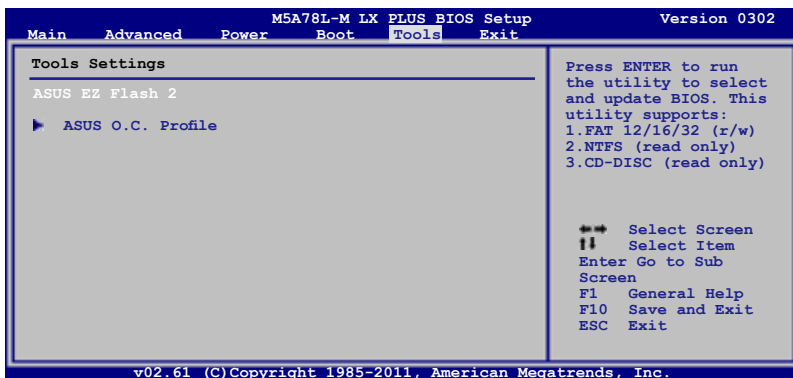 M5A78L-M LX PLUS BIOS Setup Version 0302
Main Advanced Power Boot Tools Exit
Tools Settings
ASUS EZ Flash 2
ASUS O.C. Profile
Press ENTER to run
the utility to select
and update BIOS. This
utility supports:
1.FAT 12/16/32 (r/w)
2.NTFS (read only)
3.CD-DISC (read only)
←→ Select Screen
↑↓ Select Item
Enter Go to Sub
Screen
F1 General Help
F10 Save and Exit
ESC Exit
v02.61 (C)Copyright 1985-2011, American Megatrends, Inc.